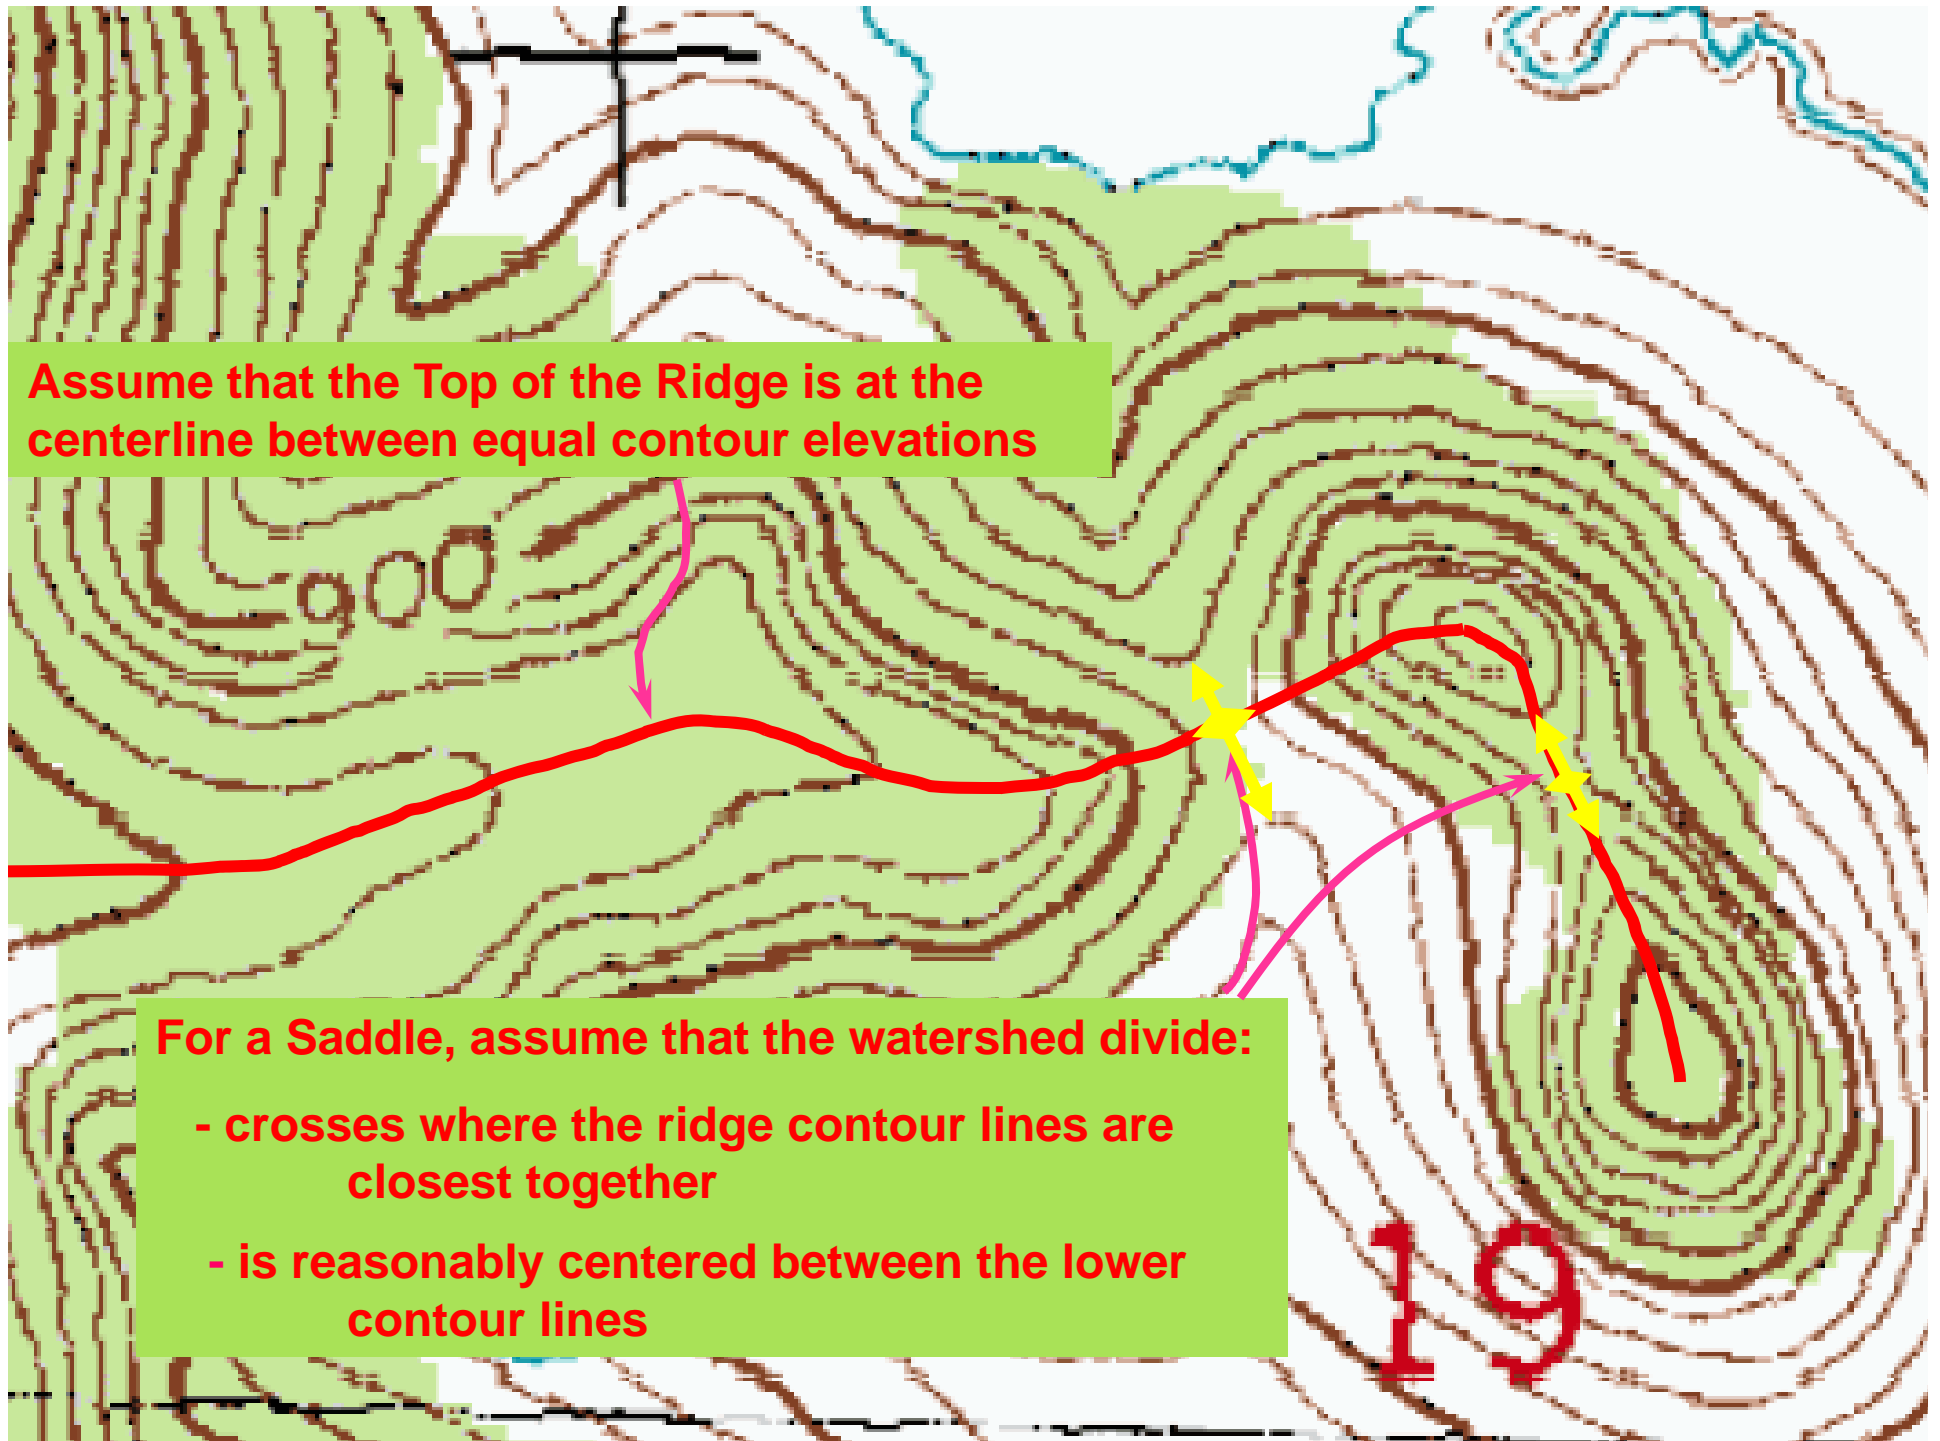 Assume that the Top of the Ridge is at the
centerline between equal contour elevations
For a Saddle, assume that the watershed divide:
- crosses where the ridge contour lines are
closest together
- is reasonably centered between the lower
contour lines
19